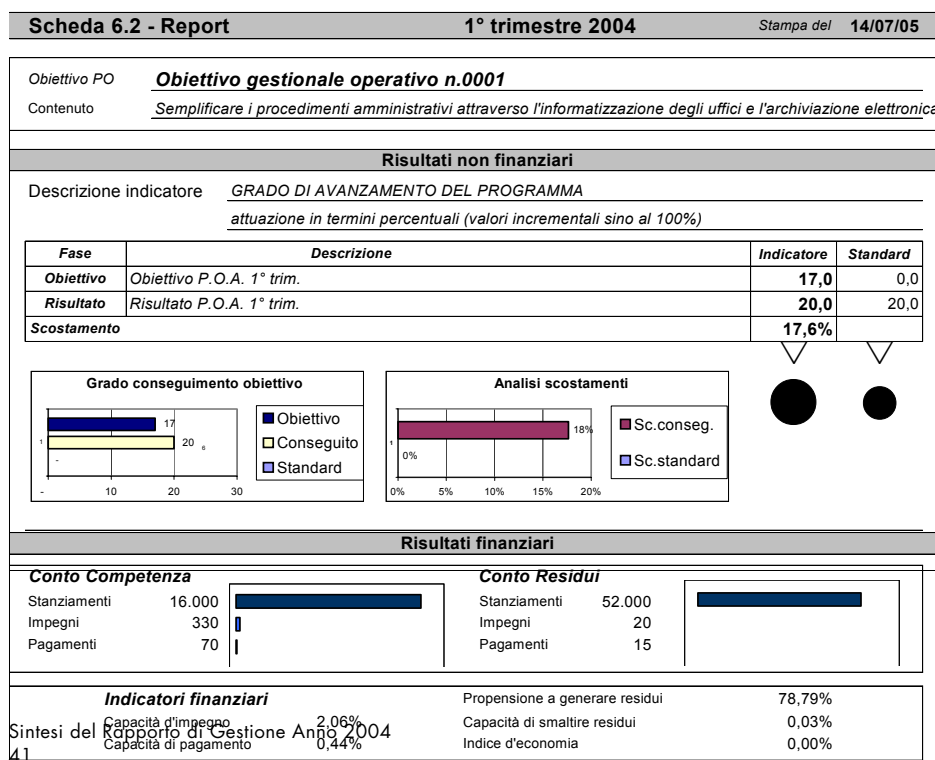 Scheda 6.2 - Report 1° trimestre 2004 Stampa del 14/07/05
Obiettivo PO Obiettivo gestionale operativo n.0001
Contenuto Semplificare i procedimenti amministrativi attraverso l'informatizzazione degli uffici e l'archiviazione elettronica
Risultati non finanziari
Descrizione indicatore GRADO DI AVANZAMENTO DEL PROGRAMMA
attuazione in termini percentuali (valori incrementali sino al 100%)
Fase Descrizione Indicatore Standard
Obiettivo Obiettivo P.O.A. 1° trim. 17,0 0,0
Risultato Risultato P.O.A. 1° trim. 20,0 20,0
Scostamento 17,6%
Grado conseguimento obiettivo
17
1
20 6
-
- 10 20 30
Obiettivo
Conseguito
Standard
Analisi scostamenti
18%
1
0%
0% 5% 10% 15% 20%
Sc.conseg.
Sc.standard
Risultati finanziari
Conto Competenza
Stanziamenti 16.000
Impegni 330
Pagamenti 70
Conto Residui
Stanziamenti 52.000
Impegni 20
Pagamenti 15
Indicatori finanziari
Capacità d'impegno 2,06%
Capacità di pagamento 0,44%
Propensione a generare residui 78,79%
Capacità di smaltire residui 0,03%
Indice d'economia 0,00%
Sintesi del Rapporto di Gestione Anno 2004
41